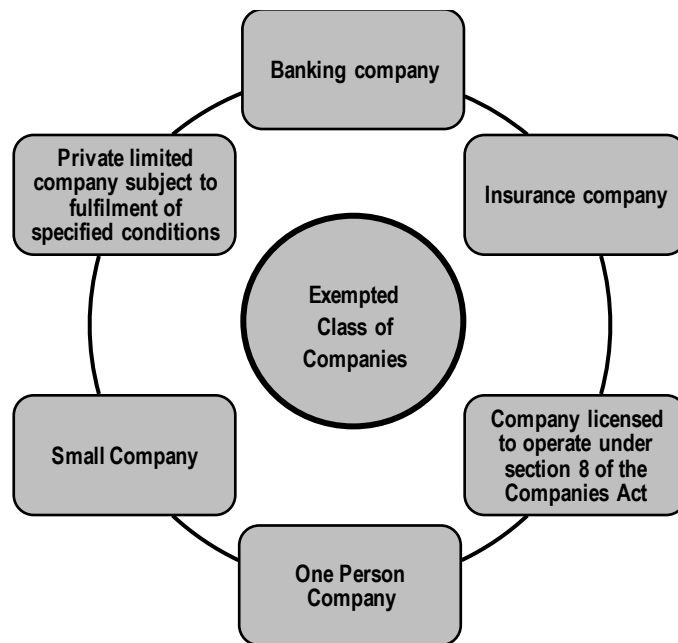 Banking company
Private limited
company subject to
fulfilment of
specified conditions
Insurance company
Exempted
Class of
Companies
Small Company
Company licensed
to operate under
section 8 of the
Companies Act
One Person
Company